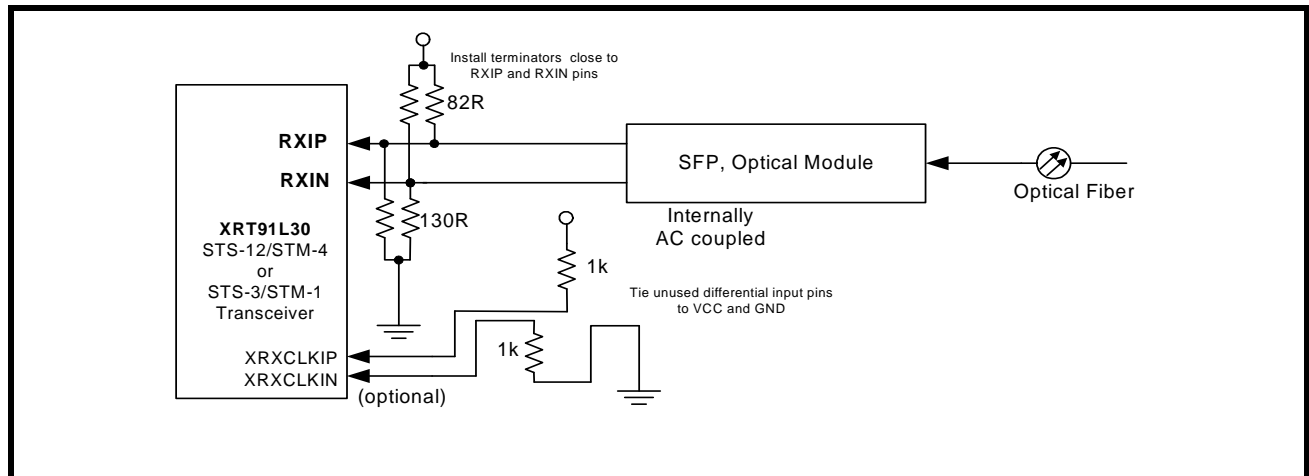 Install terminators close to
RXIP and RXIN pins
82R
RXIP
RXIN
SFP, Optical Module
Optical Fiber
130R
Internally
AC coupled
XRT91L30
STS-12/STM-4
or
STS-3/STM-1
Transceiver
1k
Tie unused differential input pins
to VCC and GND
1k
XRXCLKIP
XRXCLKIN
(optional)